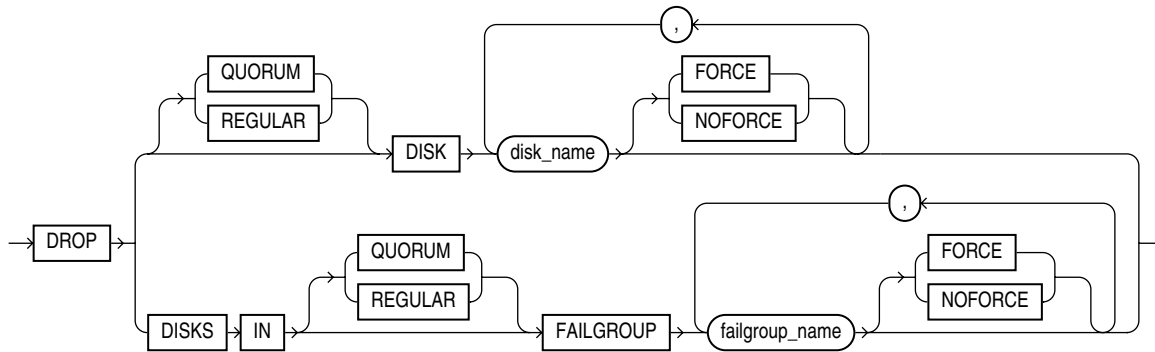 ,
QUORUM FORCE
REGULAR NOFORCE
DISK disk_name
,
DROP
QUORUM FORCE
REGULAR NOFORCE
DISKS IN FAILGROUP failgroup_name